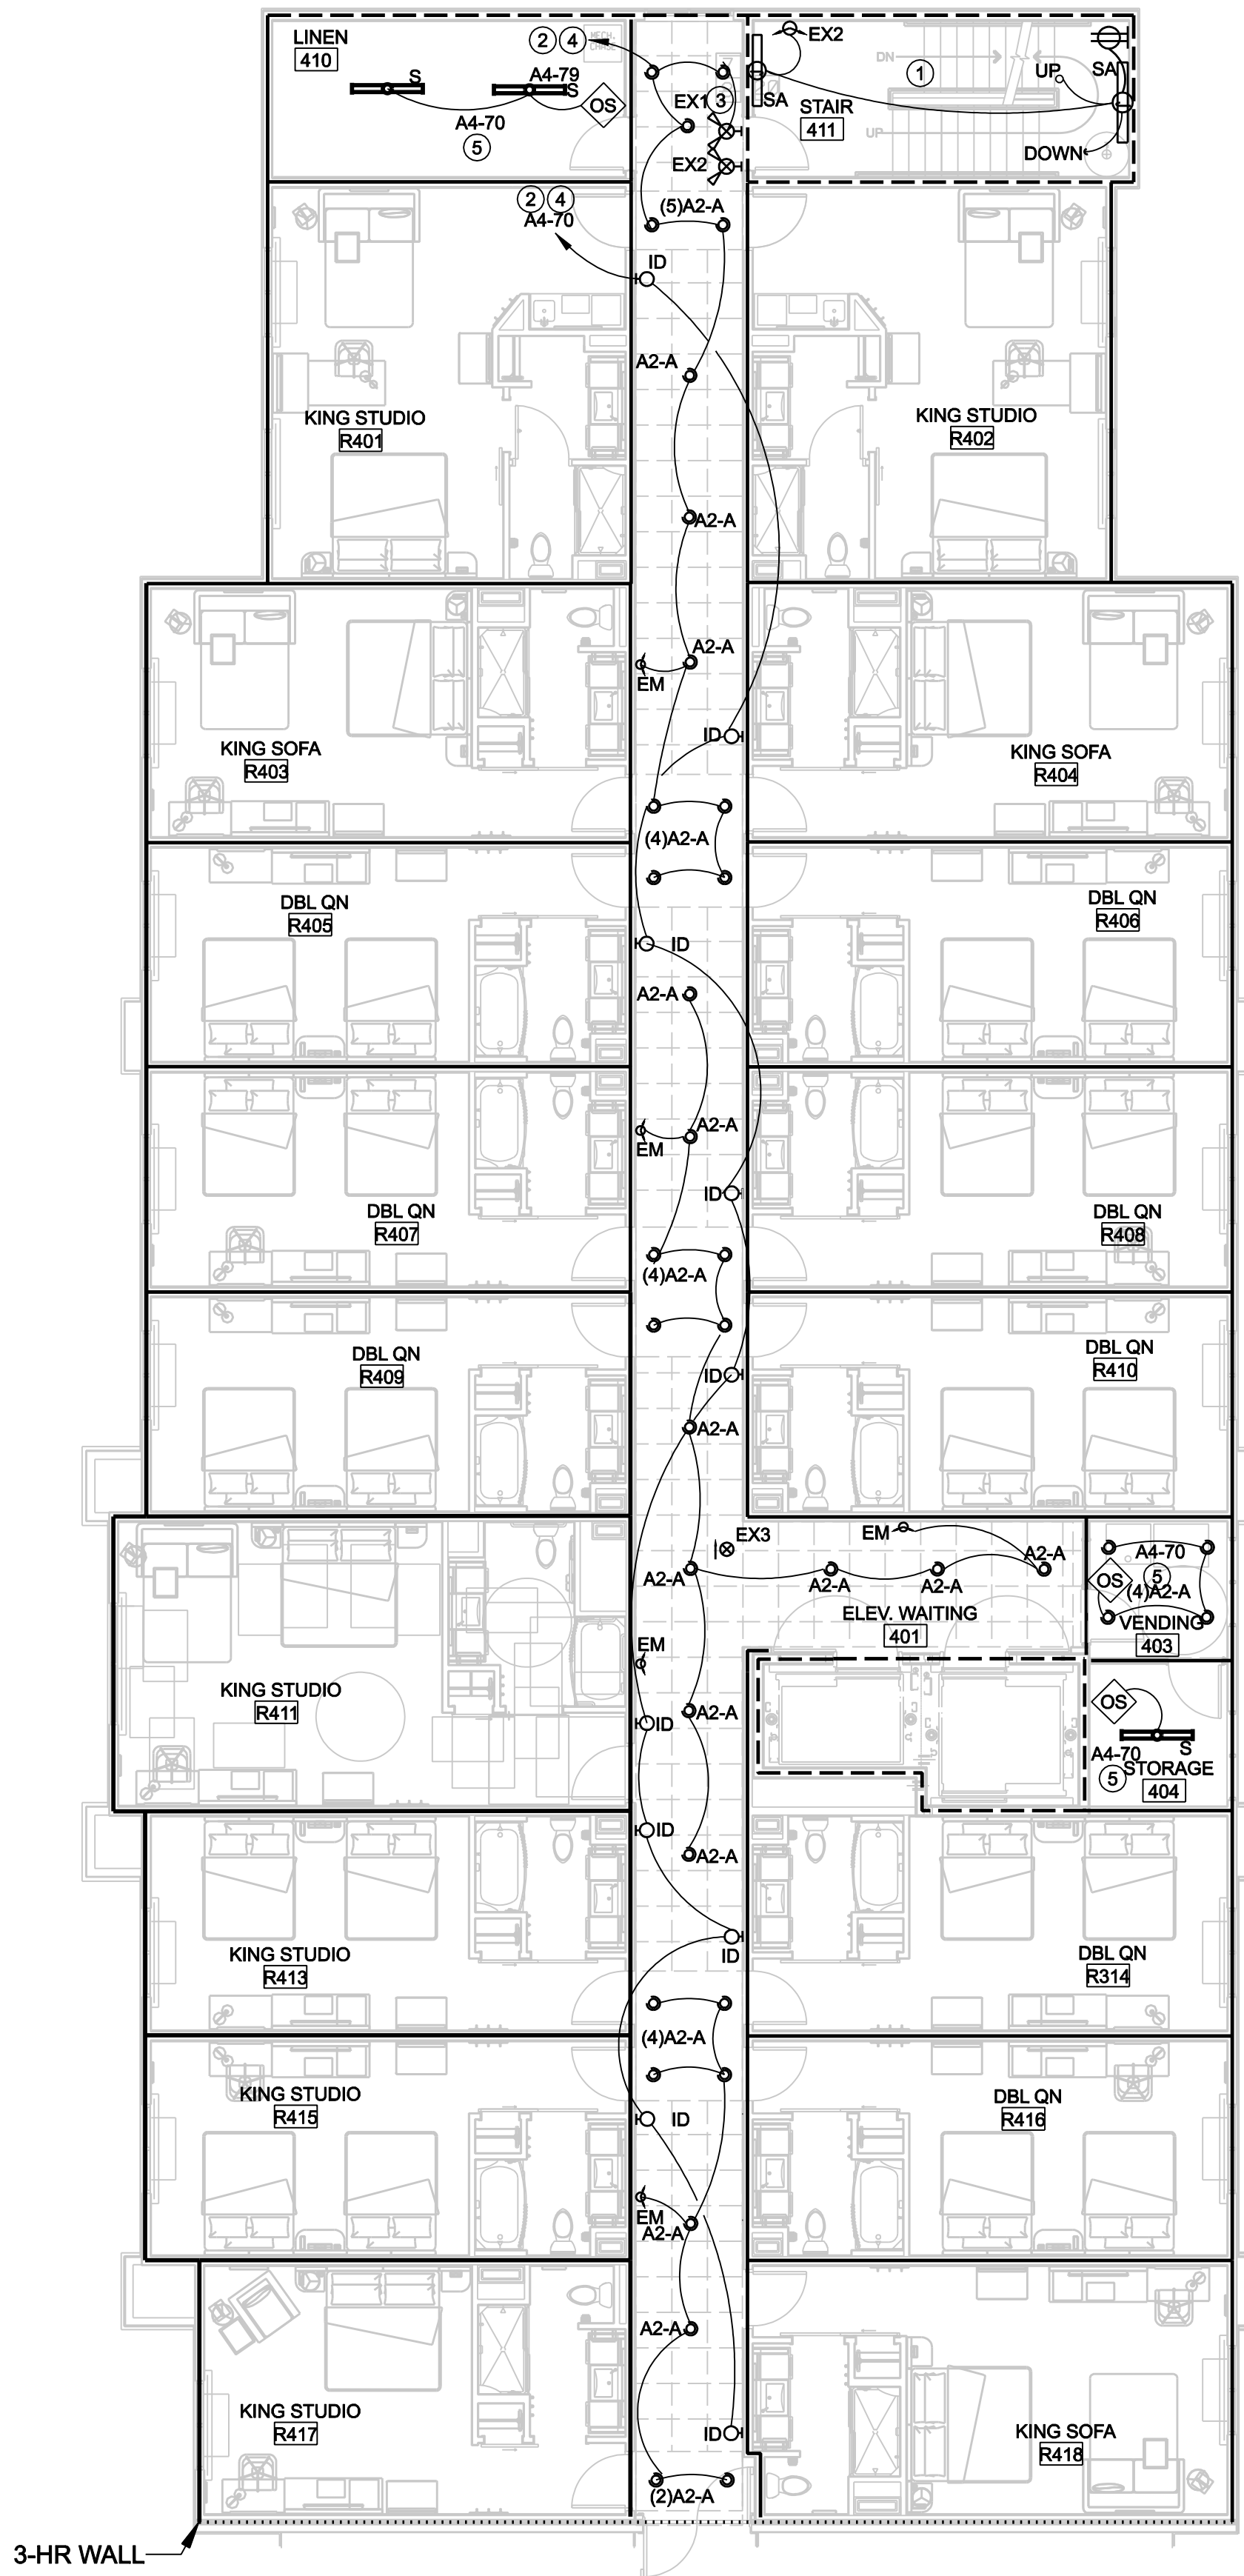 LINEN
410
2 4
MECH.
CHASE
EX2
DN
1
UP
SA
S
A4-79
S
OS
A4-70
5
EX1 3
SA
STAIR
411
UP
EX2
DOWN
2 4
A4-70
(5)A2-A
ID
A2-A
KING STUDIO
R401
KING STUDIO
R402
A2-A
A2-A
EM
ID
KING SOFA
R403
KING SOFA
R404
(4)A2-A
DBL QN
R405
DBL QN
R406
ID
A2-A
A2-A
EM
ID
DBL QN
R407
DBL QN
R408
(4)A2-A
DBL QN
R409
DBL QN
R410
ID
A2-A
EX3
EM
A2-A
A2-A
A2-A
A2-A
A4-70
OS
5
(4)A2-A
VENDING
403
ELEV. WAITING
401
EM
KING STUDIO
R411
A2-A
ID
OS
S
A4-70
5
STORAGE
404
ID
A2-A
KING STUDIO
R413
DBL QN
R314
ID
(4)A2-A
KING STUDIO
R415
DBL QN
R416
ID
EM
A2-A
A2-A
KING STUDIO
R417
ID
KING SOFA
R418
(2)A2-A
3-HR WALL